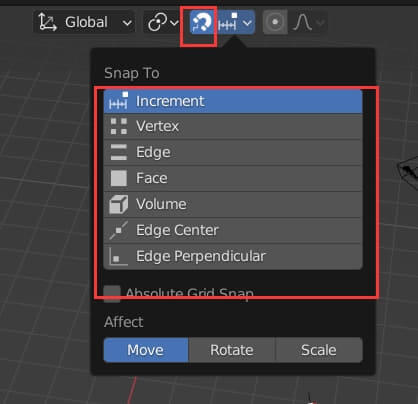 Global
Snap To
Increment
Vertex
Edge
Face
Volume
Edge Center
Edge Perpendicular
Absolute Grid Snap
Affect
Move Rotate Scale